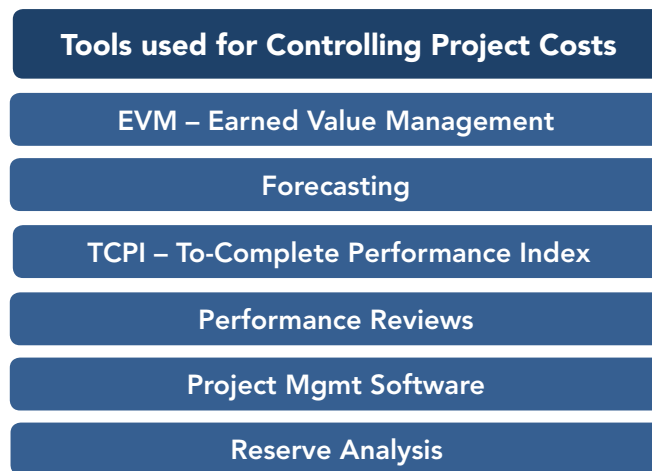 Tools used for Controlling Project Costs
EVM – Earned Value Management
Forecasting
TCPI – To-Complete Performance Index
Performance Reviews
Project Mgmt Software
Reserve Analysis